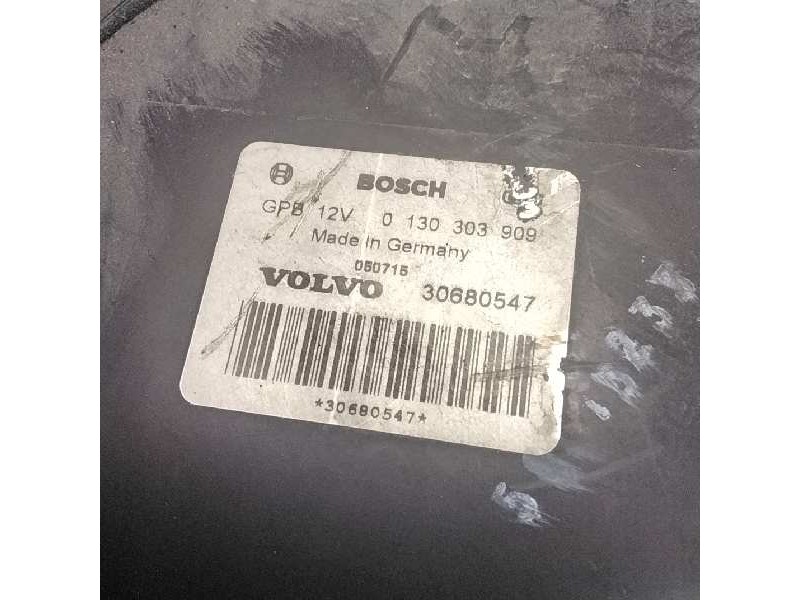 BOSCH
GPB 12V 0 130 303 909
Made in Germany
050715
VOLVO 30680547
*30680547*